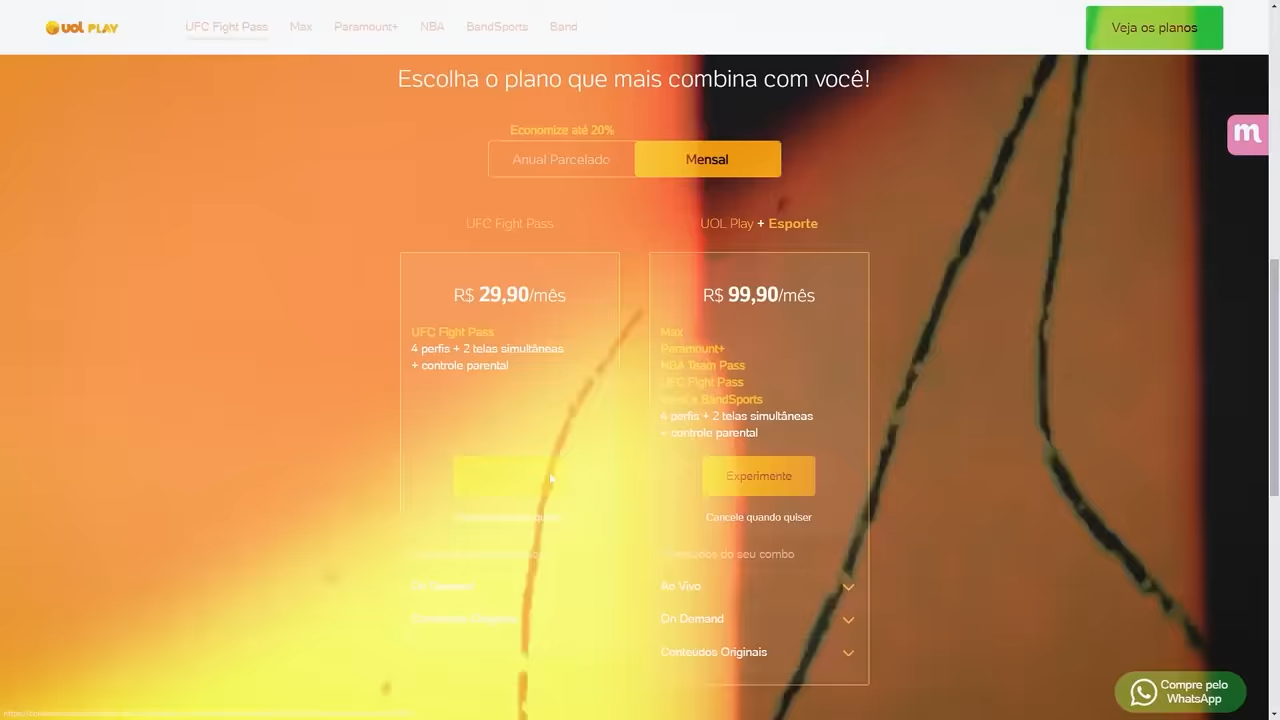 UOL PLAY
UFC Fight Pass
Max
Paramount+
NBA
BandSports
Band
Veja os planos
Escolha o plano que mais combina com você!
Economize até 20%
Anual Parcelado
Mensal
m
UFC Fight Pass
R$ 29,90/mês
UFC Fight Pass
4 perfis + 2 telas simultâneas
+ controle parental
UOL Play + Esporte
R$ 99,90/mês
Max
Paramount+
NBA Team Pass
UFC Fight Pass
BandSports
4 perfis + 2 telas simultâneas
+ controle parental
Experimente
Cancele quando quiser
Conteúdos do seu combo
Ao Vivo
On Demand
Conteúdos Originais
Compre pelo
WhatsApp